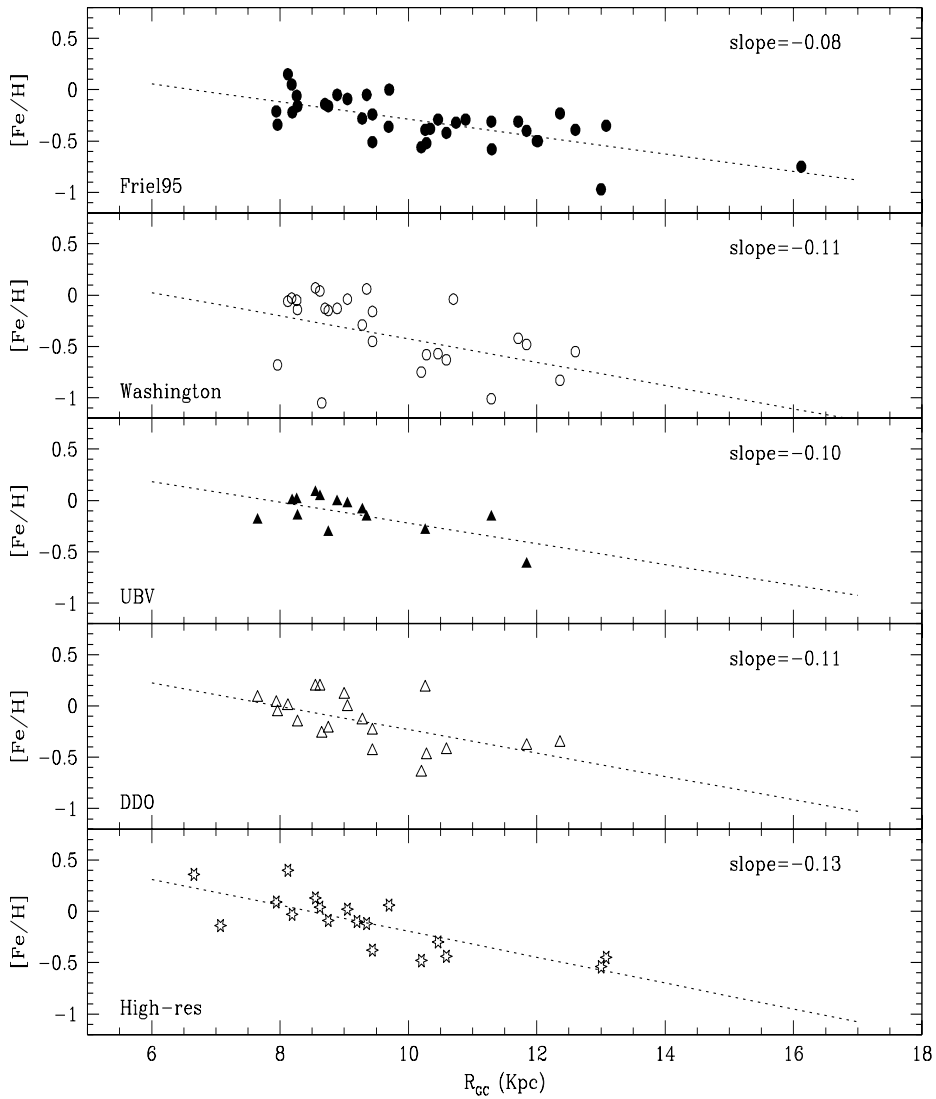 slope=−0.08
0.5
0
−0.5
−1
[Fe/H]
Friel95
slope=−0.11
0.5
0
−0.5
−1
[Fe/H]
Washington
slope=−0.10
0.5
0
−0.5
−1
[Fe/H]
UBV
slope=−0.11
0.5
0
−0.5
−1
[Fe/H]
DDO
slope=−0.13
0.5
0
−0.5
−1
[Fe/H]
High−res
6 8 10 12 14 16 18
R_GC (Kpc)